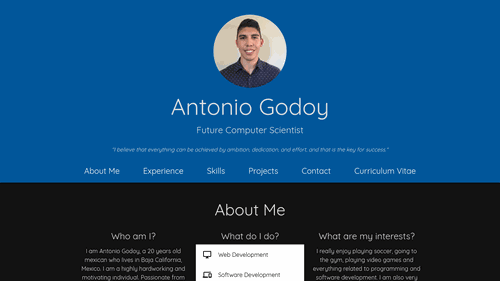 Antonio Godoy
Future Computer Scientist
"I believe that everything can be achieved by ambition, dedication, and effort; and that is the key for success."
About Me
Experience
Skills
Projects
Contact
Curriculum Vitae
About Me
Who am I?
I am Antonio Godoy, a 20 years old
mexican who lives in Baja California,
Mexico. I am a highly hardworking and
motivating individual. Passionate from
What do I do?
Web Development
Software Development
What are my interests?
I really enjoy playing soccer, going to
the gym, playing video games and
everything related to programming and
software development. I am also very